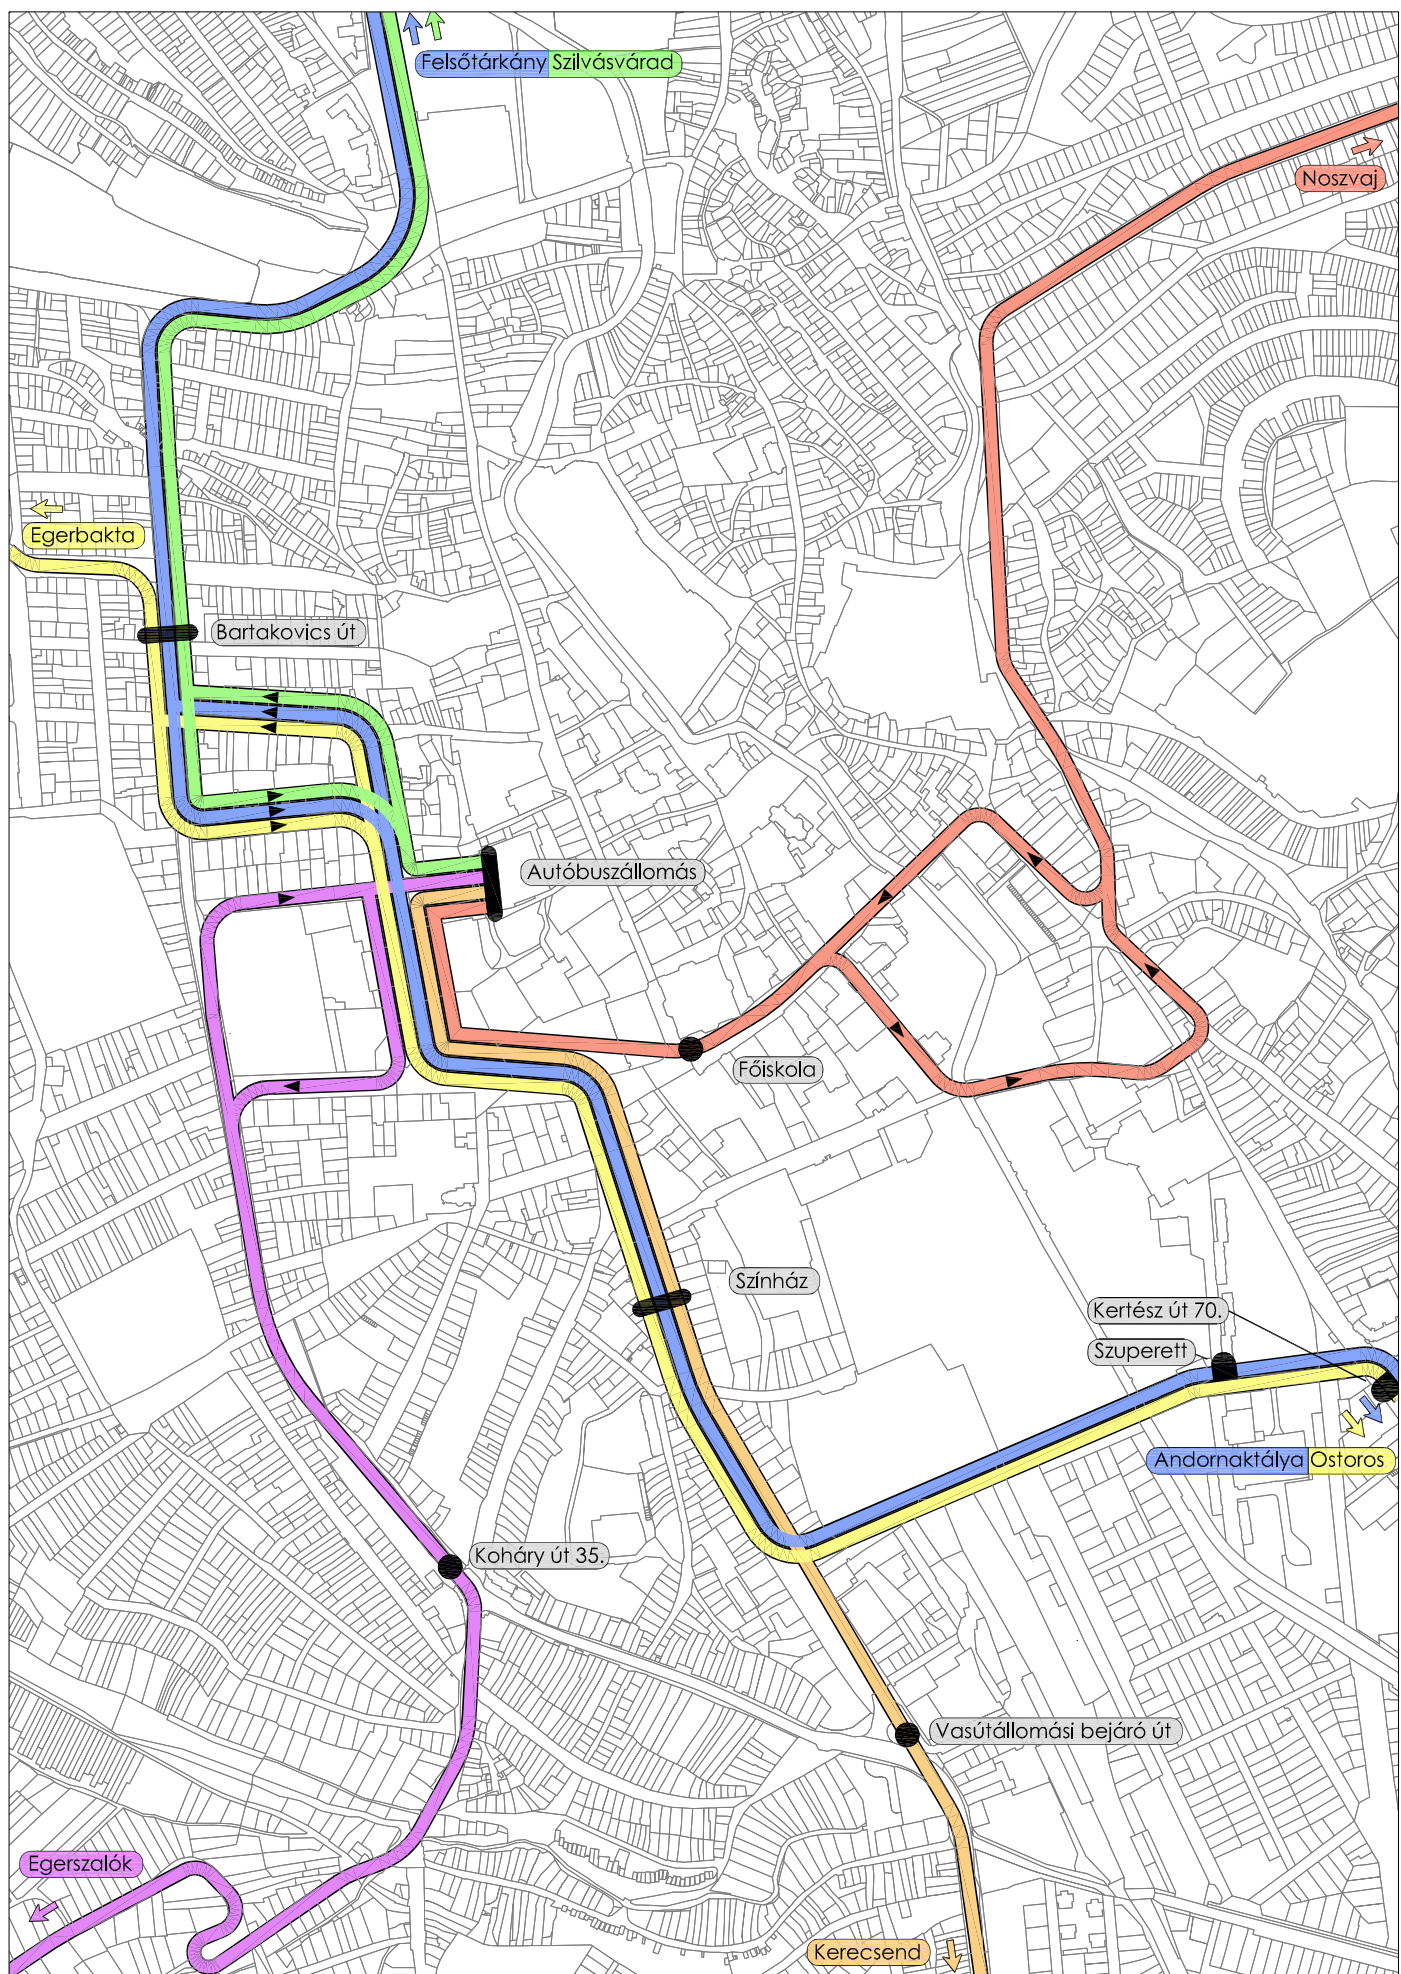 Felsőtárkány Szilvásvárad
Noszvaj
Egerbakta
Bartakovics út
Autóbuszállomás
Főiskola
Színház
Kertész út 70.
Szuperett
Andornaktálya Ostoros
Koháry út 35.
Vasútállomási bejáró út
Egerszalók
Kerecsend